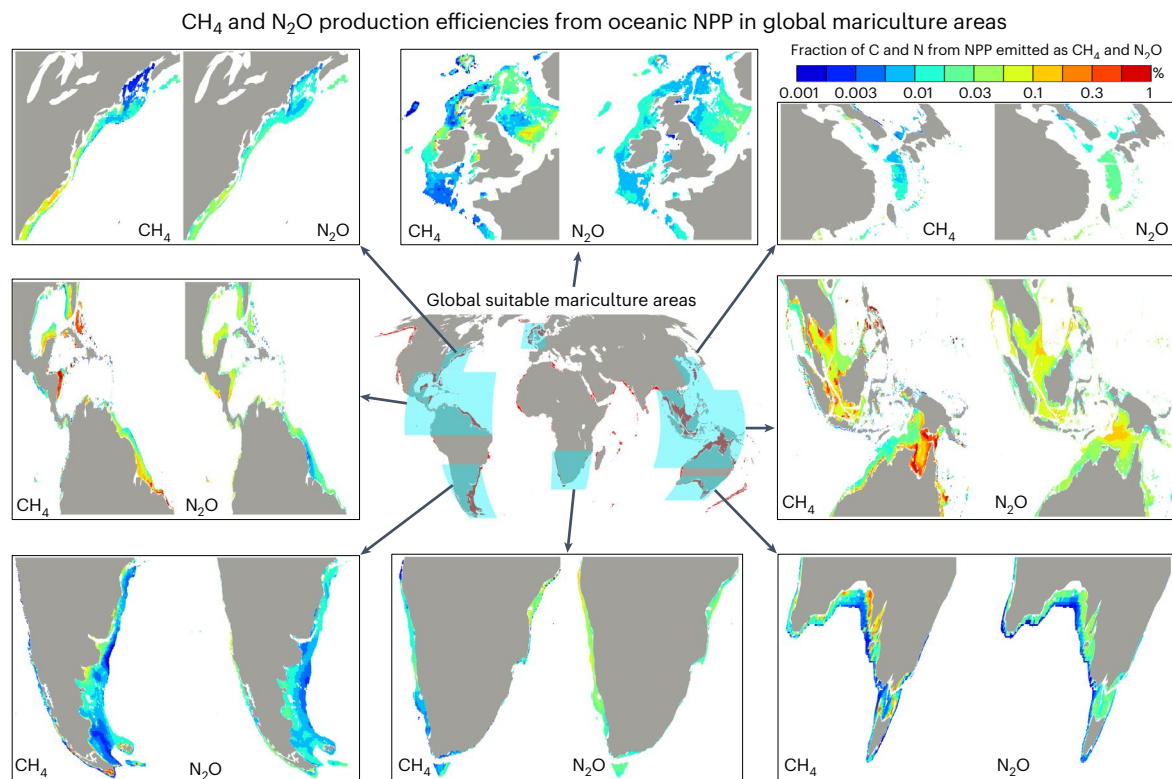 CH₄ and N₂O production efficiencies from oceanic NPP in global mariculture areas
Fraction of C and N from NPP emitted as CH₄ and N₂O
%
0.001 0.003 0.01 0.03 0.1 0.3 1
CH₄ N₂O
CH₄ N₂O
CH₄ N₂O
Global suitable mariculture areas
CH₄ N₂O
CH₄ N₂O
CH₄ N₂O
CH₄ N₂O
CH₄ N₂O